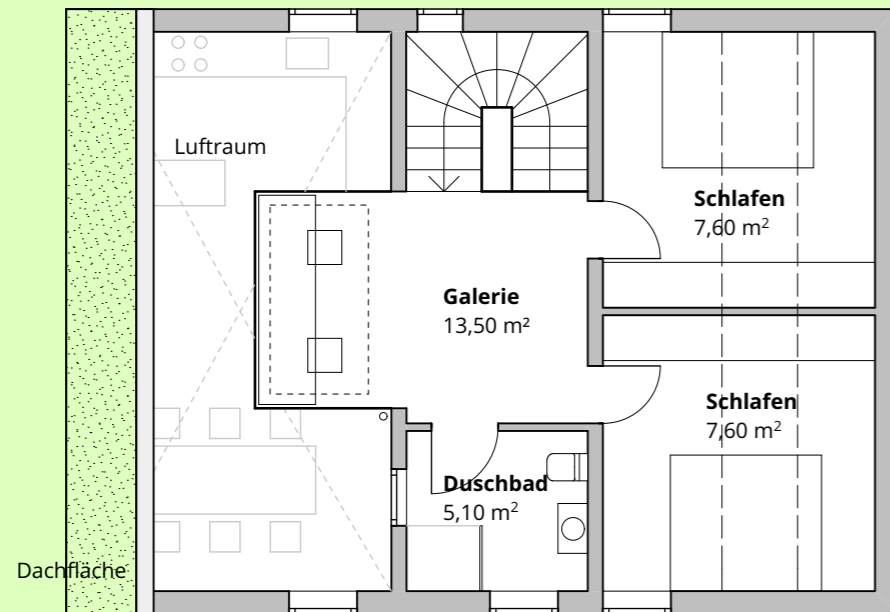 Luftraum
Schlafen
7,60 m²
Galerie
13,50 m²
Schlafen
7,60 m²
Duschbad
5,10 m²
Dachfläche